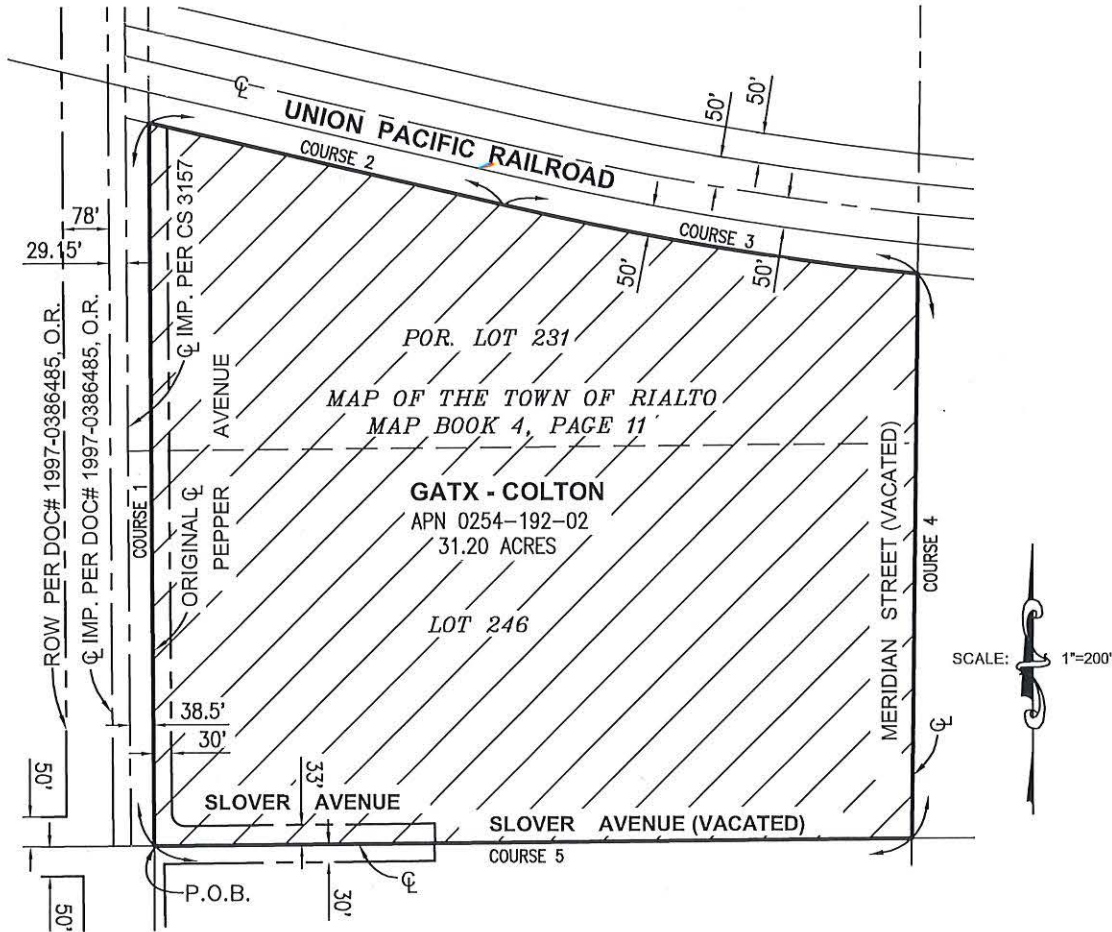 ℄
UNION PACIFIC RAILROAD
50'
50'
COURSE 2
COURSE 3
50'
50'
78'
29.15'
℄ IMP. PER CS 3157
ROW PER DOC# 1997-0386485, O.R.
℄ IMP. PER DOC# 1997-0386485, O.R.
COURSE 1
ORIGINAL ℄
PEPPER AVENUE
POR. LOT 231
MAP OF THE TOWN OF RIALTO
MAP BOOK 4, PAGE 11
GATX - COLTON
APN 0254-192-02
31.20 ACRES
LOT 246
MERIDIAN STREET (VACATED)
COURSE 4
SCALE: 1"=200'
℄
38.5'
30'
33'
50'
SLOVER AVENUE
SLOVER AVENUE (VACATED)
COURSE 5
P.O.B.
℄
30'
50'